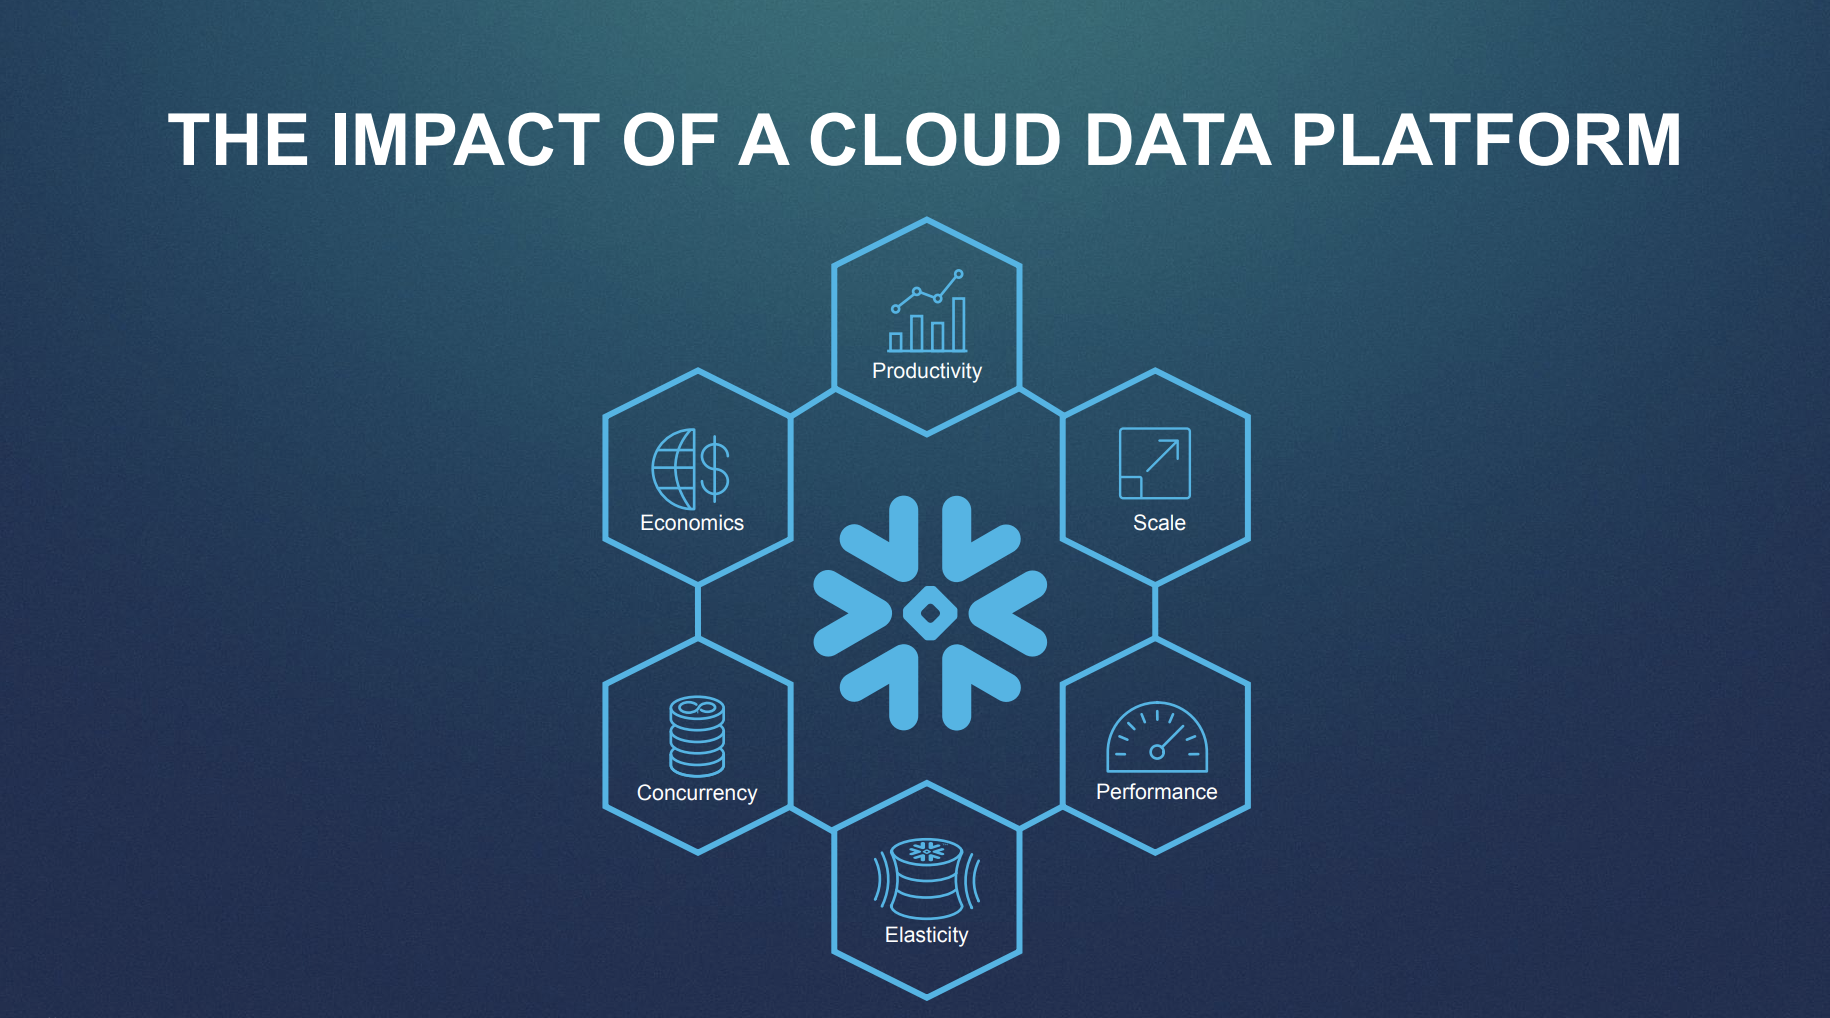 THE IMPACT OF A CLOUD DATA PLATFORM
Productivity
Economics
Scale
Concurrency
Performance
Elasticity